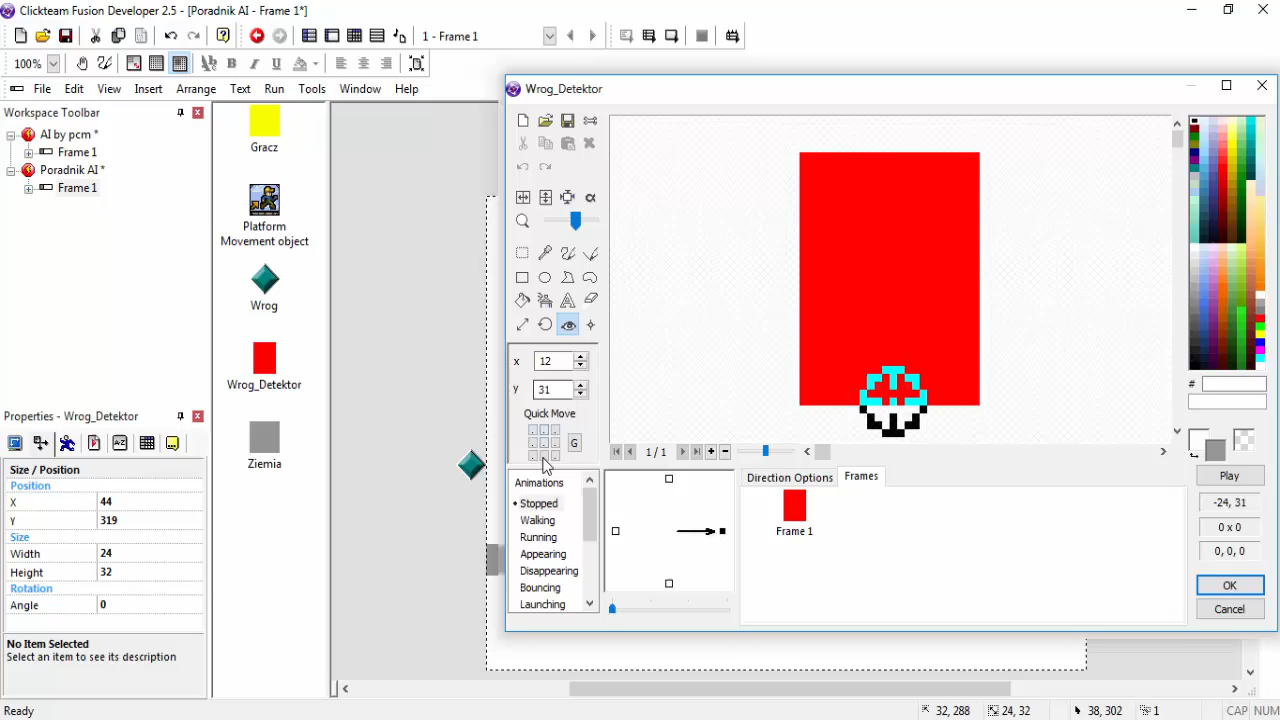 Clickteam Fusion Developer 2.5 - [Poradnik AI - Frame 1*]
1 - Frame 1
100%
File Edit View Insert Arrange Text Run Tools Window Help
Workspace Toolbar
AI by pcm *
Frame 1
Poradnik AI *
Frame 1
Gracz
Platform
Movement object
Wrog
Wrog_Detektor
Ziemia
Properties - Wrog_Detektor
Size / Position
Position
X 44
Y 319
Size
Width 24
Height 32
Rotation
Angle 0
No Item Selected
Select an item to see its description
Wrog_Detektor
x 12
y 31
Quick Move
G
1 / 1
Animations
Stopped
Walking
Running
Appearing
Disappearing
Bouncing
Launching
Direction Options Frames
Frame 1
#
Play
-24, 31
0 x 0
0, 0, 0
OK
Cancel
Ready
32, 288
24, 32
38, 302
1
CAP NUM